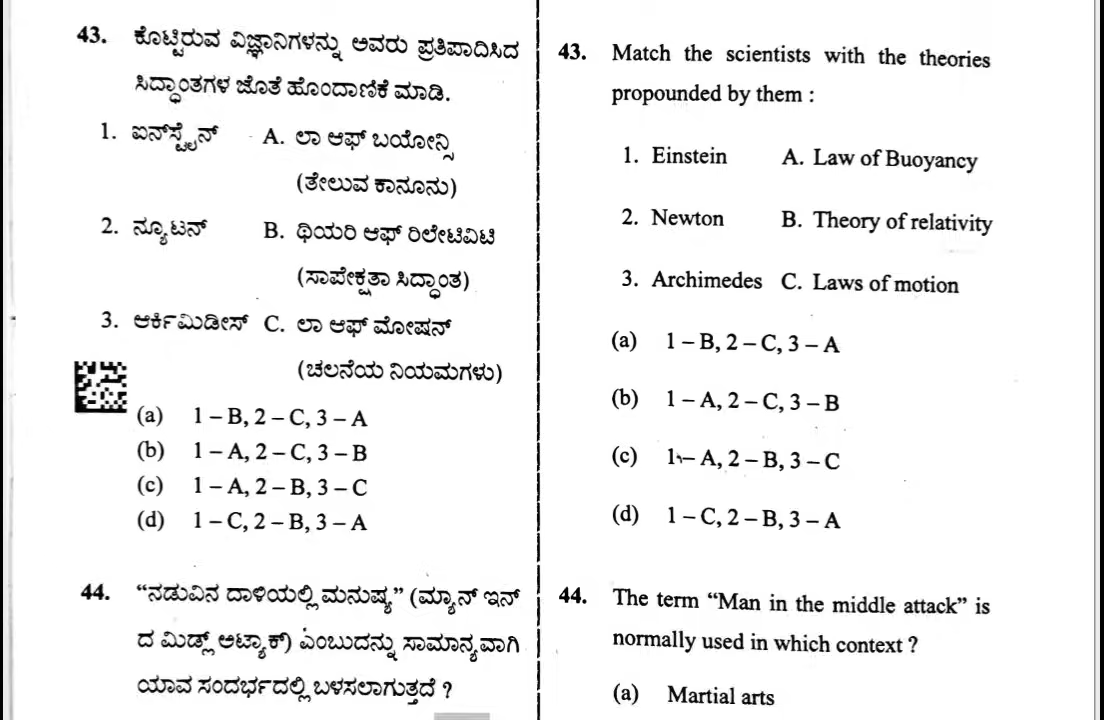 43. ಕೊಟ್ಟಿರುವ ವಿಜ್ಞಾನಿಗಳನ್ನು ಅವರು ಪ್ರತಿಪಾದಿಸಿದ
ಸಿದ್ಧಾಂತಗಳ ಜೊತೆ ಹೊಂದಾಣಿಕೆ ಮಾಡಿ.
1. ಐನ್‌ಸ್ಟೈನ್ A. ಲಾ ಆಫ್ ಬಯೋನ್ಸಿ
(ತೇಲುವ ಕಾನೂನು)
2. ನ್ಯೂಟನ್ B. ಥಿಯರಿ ಆಫ್ ರಿಲೇಟಿವಿಟಿ
(ಸಾಪೇಕ್ಷತಾ ಸಿದ್ಧಾಂತ)
3. ಆರ್ಕಿಮಿಡೀಸ್ C. ಲಾ ಆಫ್ ಮೋಷನ್
(ಚಲನೆಯ ನಿಯಮಗಳು)
(a) 1 – B, 2 – C, 3 – A
(b) 1 – A, 2 – C, 3 – B
(c) 1 – A, 2 – B, 3 – C
(d) 1 – C, 2 – B, 3 – A
44. “ನಡುವಿನ ದಾಳಿಯಲ್ಲಿ ಮನುಷ್ಯ” (ಮ್ಯಾನ್ ಇನ್
ದ ಮಿಡ್ಲ್ ಅಟ್ಯಾಕ್) ಎಂಬುದನ್ನು ಸಾಮಾನ್ಯವಾಗಿ
ಯಾವ ಸಂದರ್ಭದಲ್ಲಿ ಬಳಸಲಾಗುತ್ತದೆ ?
43. Match the scientists with the theories
propounded by them :
1. Einstein A. Law of Buoyancy
2. Newton B. Theory of relativity
3. Archimedes C. Laws of motion
(a) 1 – B, 2 – C, 3 – A
(b) 1 – A, 2 – C, 3 – B
(c) 1 – A, 2 – B, 3 – C
(d) 1 – C, 2 – B, 3 – A
44. The term “Man in the middle attack” is
normally used in which context ?
(a) Martial arts